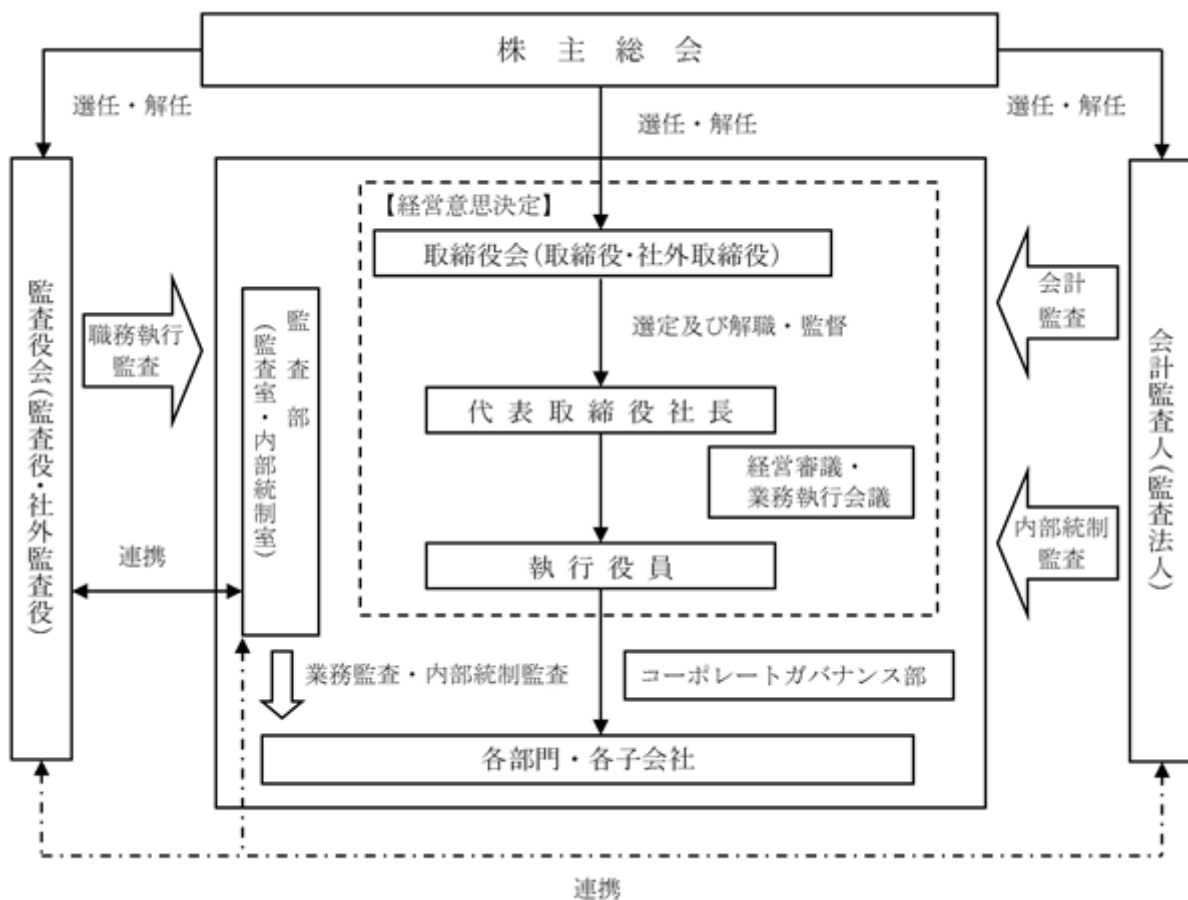 株主総会
選任・解任
選任・解任
選任・解任
【経営意思決定】
取締役会(取締役・社外取締役)
選定及び解職・監督
代表取締役社長
経営審議・
業務執行会議
執行役員
監査役会(監査役・社外監査役)
職務執行
監査
監査部
(監査室・内部統制室)
連携
会計
監査
内部統制
監査
会計監査人(監査法人)
業務監査・内部統制監査
コーポレートガバナンス部
各部門・各子会社
連携